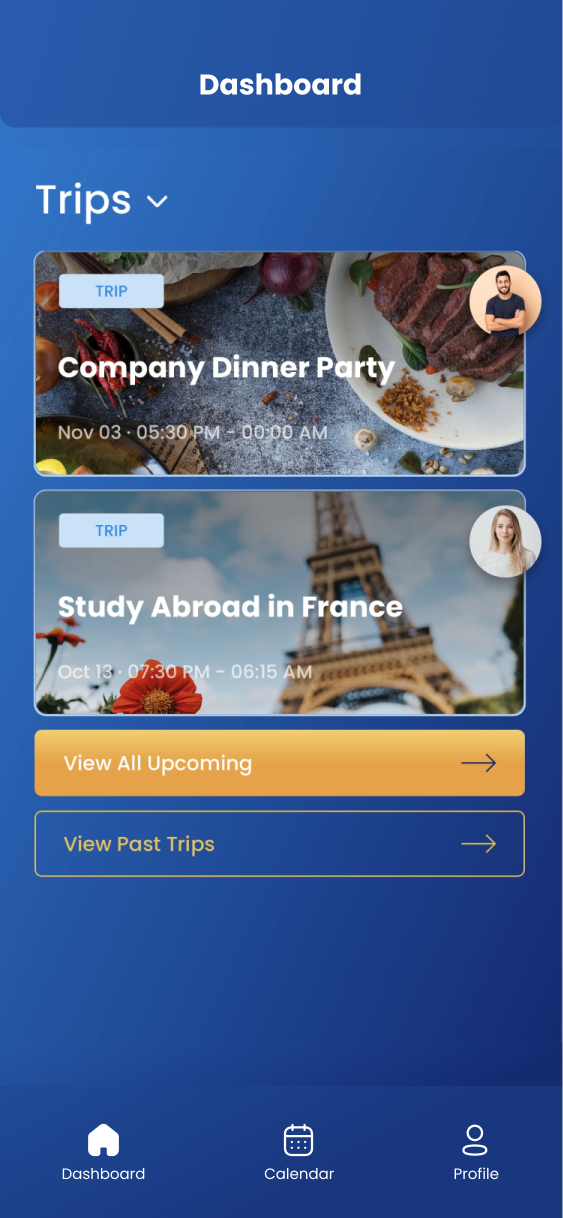 Dashboard
Trips
TRIP
Company Dinner Party
Nov 03 · 05:30 PM - 00:00 AM
TRIP
Study Abroad in France
Oct 13 · 07:30 PM - 06:15 AM
View All Upcoming
View Past Trips
Dashboard
Calendar
Profile